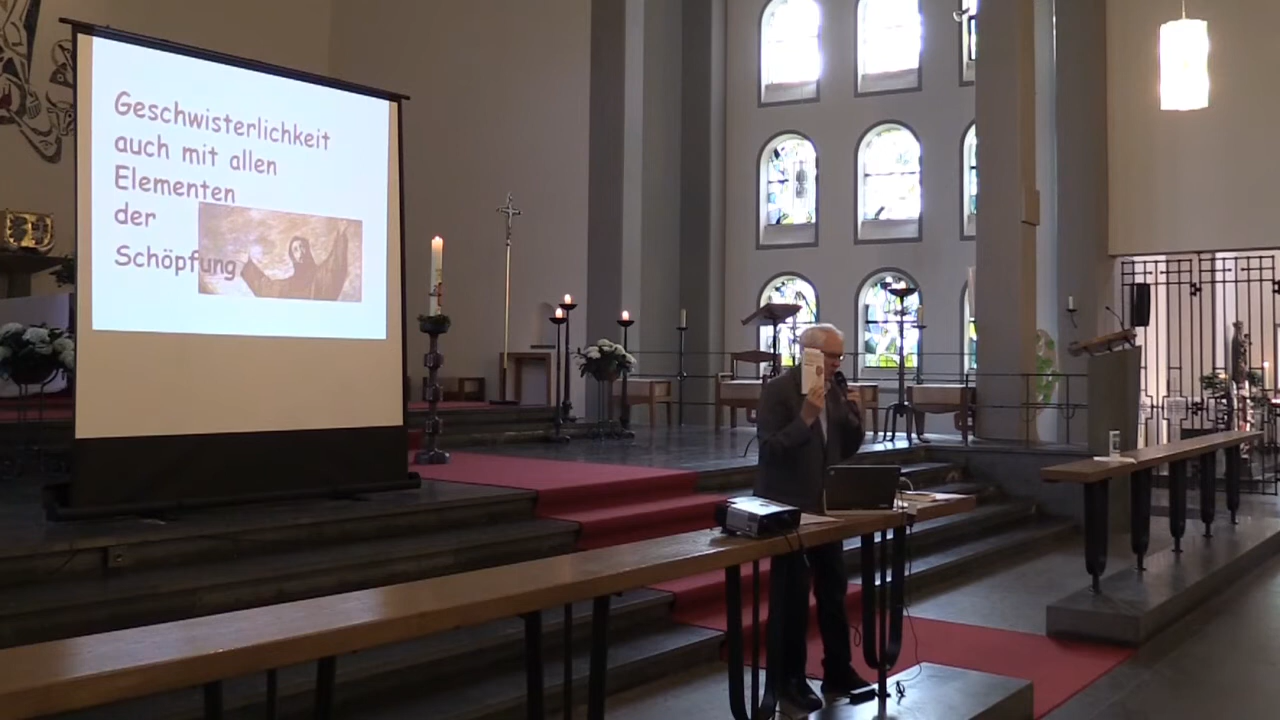 Geschwisterlichkeit
auch mit allen
Elementen
der
Schöpfung